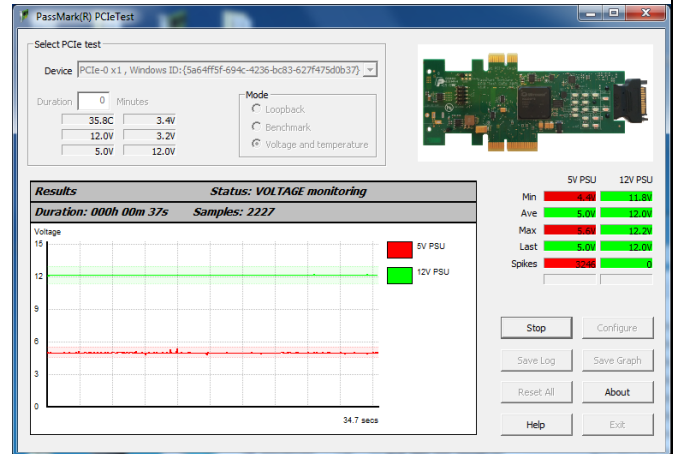 PassMark(R) PCIeTest
Select PCIe test
Device PCIe-0 x1 , Windows ID:{5a64ff5f-694c-4236-bc83-627f475d0b37}
Duration 0 Minutes
Mode
Loopback
Benchmark
Voltage and temperature
35.8C 3.4V
12.0V 3.2V
5.0V 12.0V
Results Status: VOLTAGE monitoring
Duration: 000h 00m 37s Samples: 2227
Voltage
15
12
9
6
3
0
34.7 secs
5V PSU
12V PSU
5V PSU 12V PSU
Min 4.4V 11.8V
Ave 5.0V 12.0V
Max 5.6V 12.2V
Last 5.0V 12.0V
Spikes 5246 0
Stop Configure
Save Log Save Graph
Reset All About
Help Exit